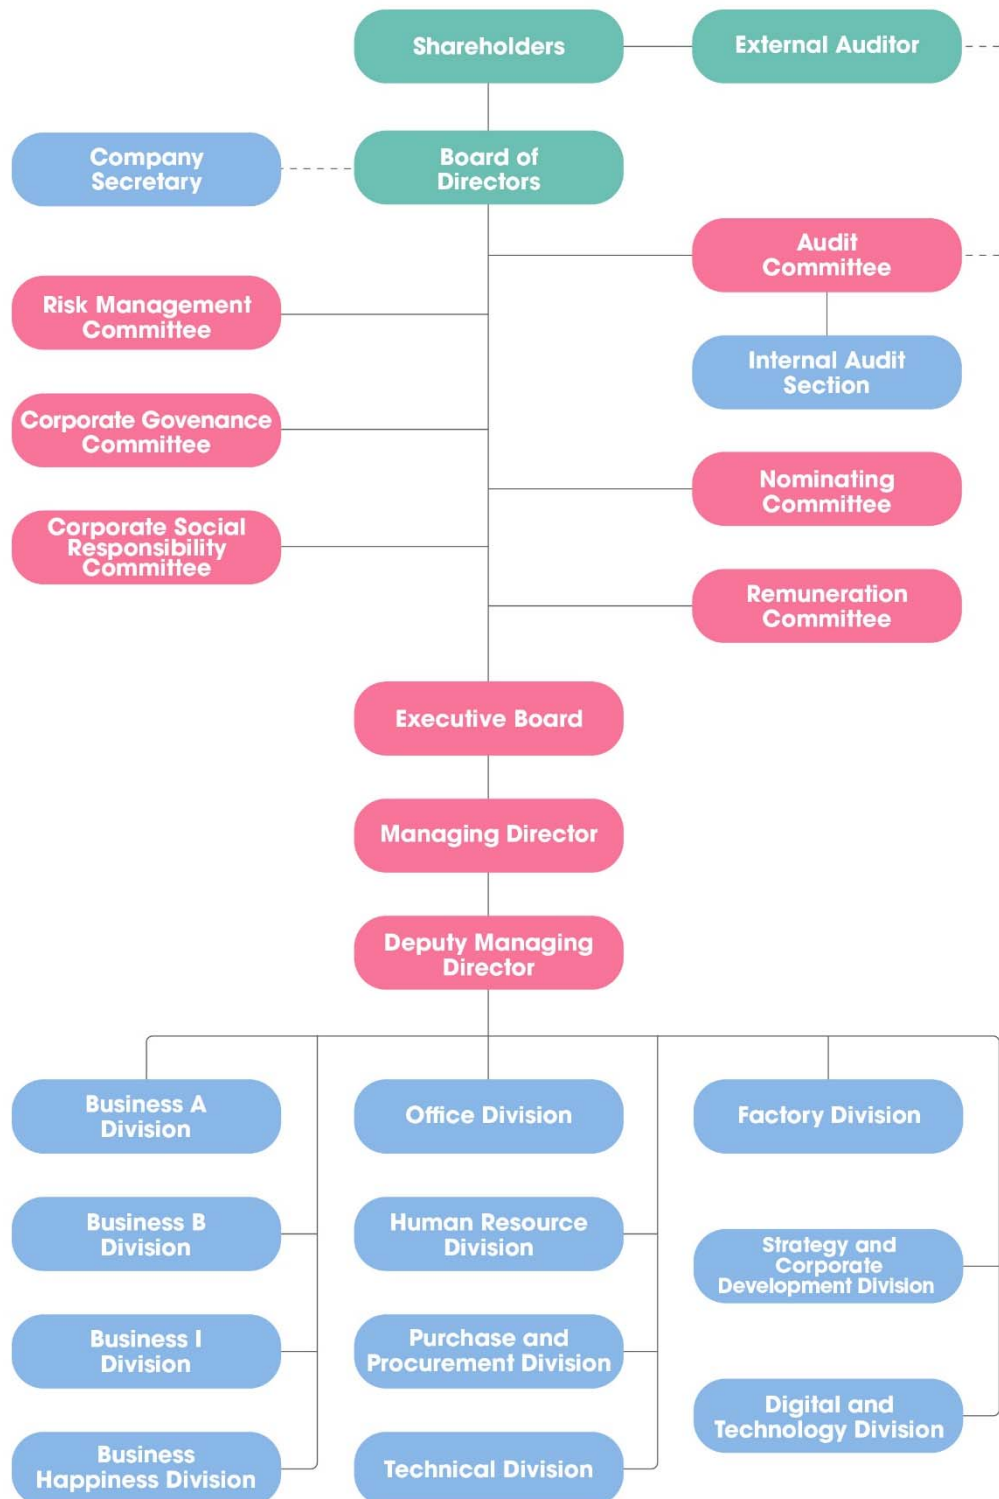 Shareholders
External Auditor
Company
Secretary
Board of
Directors
Audit
Committee
Risk Management
Committee
Internal Audit
Section
Corporate Govenance
Committee
Nominating
Committee
Corporate Social
Responsibility
Committee
Remuneration
Committee
Executive Board
Managing Director
Deputy Managing
Director
Business A
Division
Office Division
Factory Division
Business B
Division
Human Resource
Division
Strategy and
Corporate
Development Division
Business I
Division
Purchase and
Procurement Division
Digital and
Technology Division
Business
Happiness Division
Technical Division